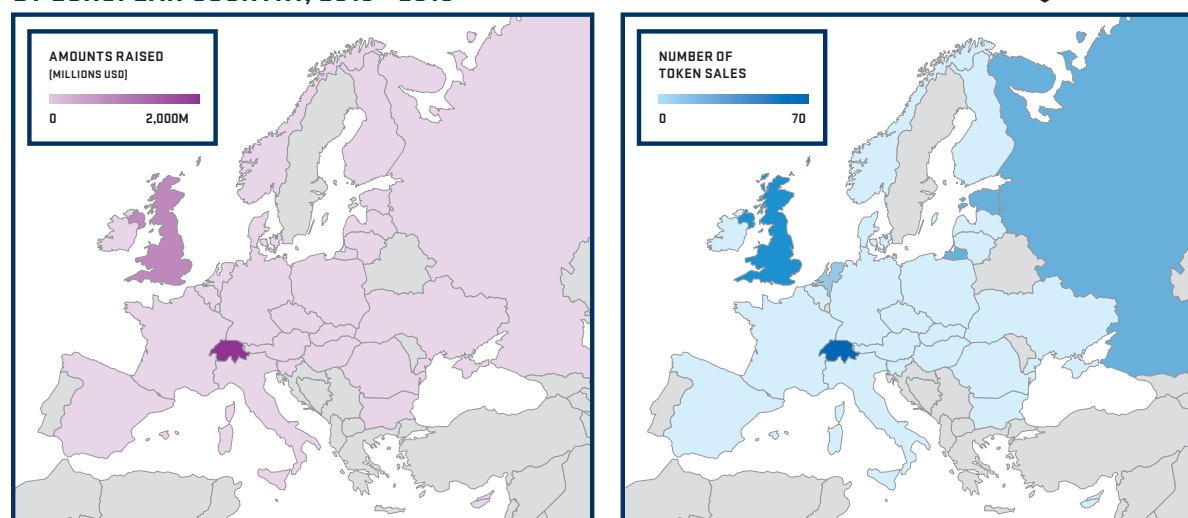 AMOUNTS RAISED
(MILLIONS USD)
0 2,000M
NUMBER OF
TOKEN SALES
0 70